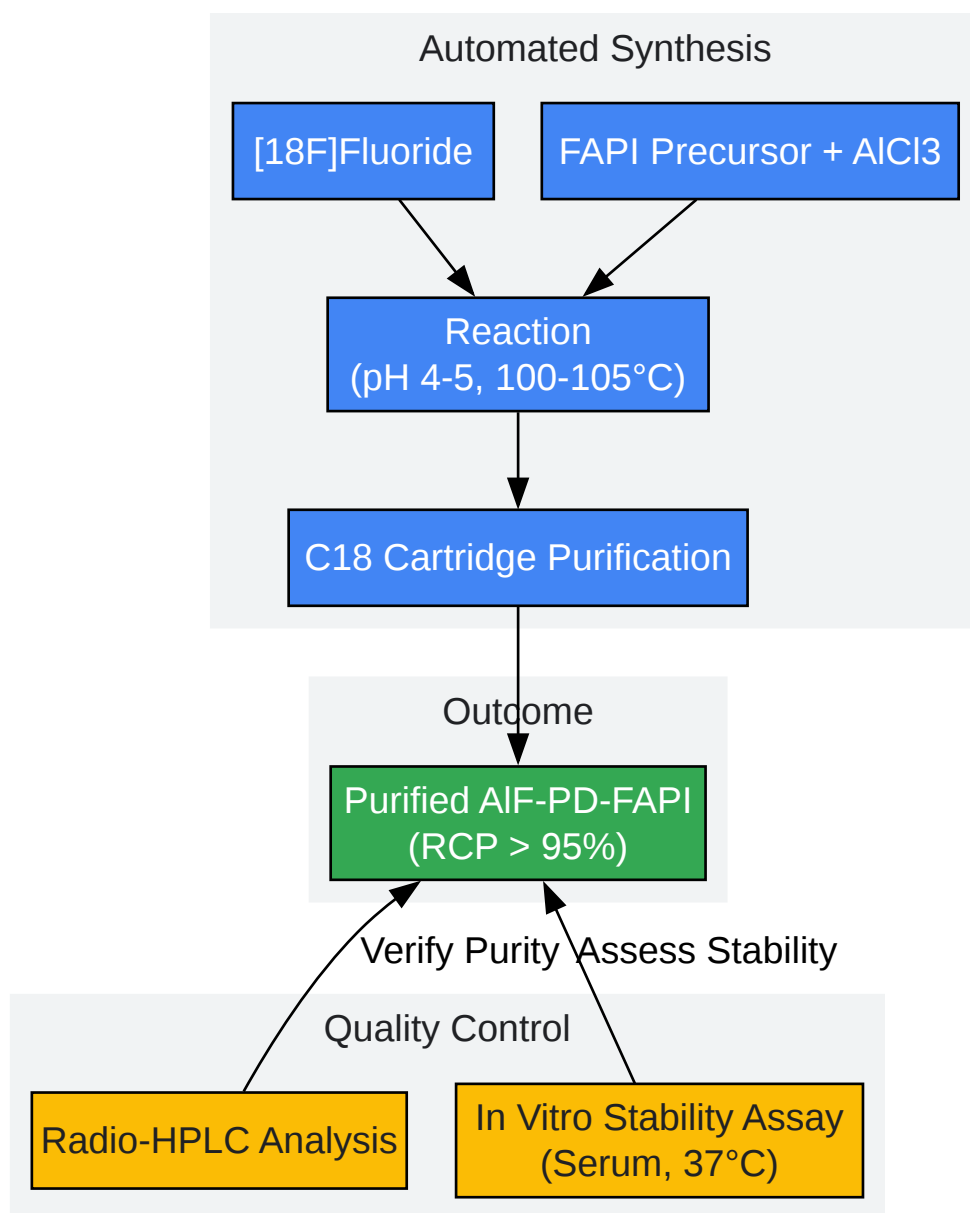 Automated Synthesis
[18F]Fluoride
FAPI Precursor + AlCl3
Reaction
(pH 4-5, 100-105°C)
C18 Cartridge Purification
Outcome
Purified AlF-PD-FAPI
(RCP > 95%)
Verify Purity
Assess Stability
Quality Control
Radio-HPLC Analysis
In Vitro Stability Assay
(Serum, 37°C)